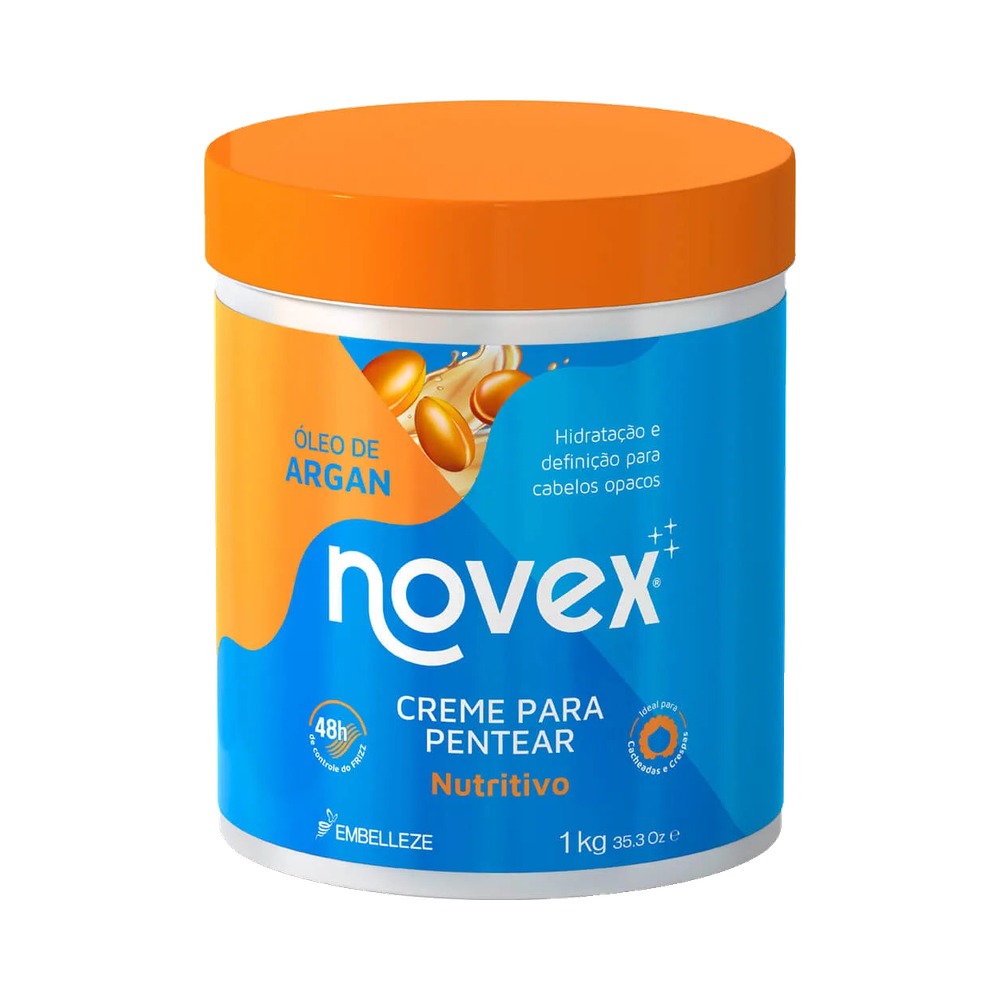 ÓLEO DE
ARGAN
Hidratação e
definição para
cabelos opacos
novex®
CREME PARA
PENTEAR
Nutritivo
48h
de controle do FRIZZ
Ideal para
Cacheadas e Crespas
EMBELLEZE
1 kg 35.3 Oz ℮